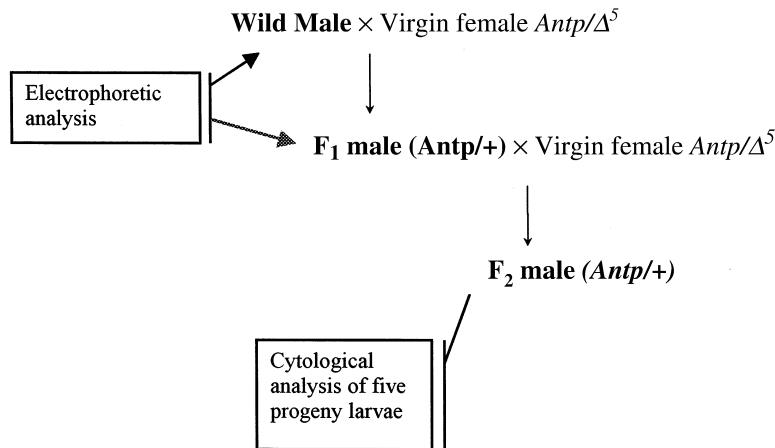 Wild Male × Virgin female Antp/Δ⁵
Electrophoretic
analysis
F₁ male (Antp/+) × Virgin female Antp/Δ⁵
F₂ male (Antp/+)
Cytological
analysis of five
progeny larvae